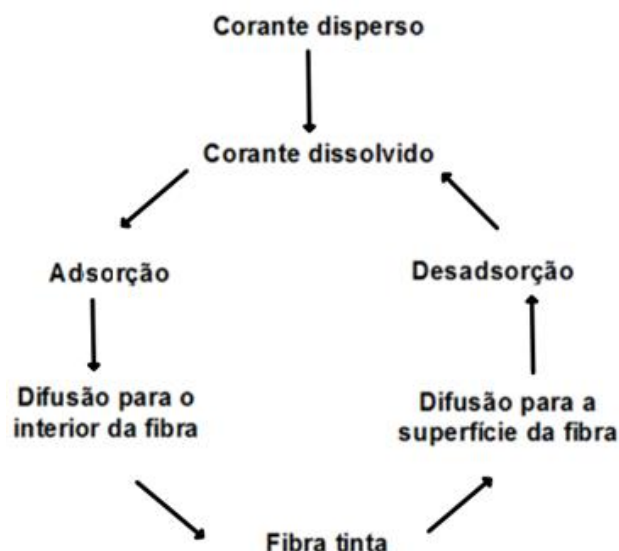 Corante disperso
Corante dissolvido
Adsorção
Desadsorção
Difusão para o
interior da fibra
Difusão para a
superfície da fibra
Fibra tinta